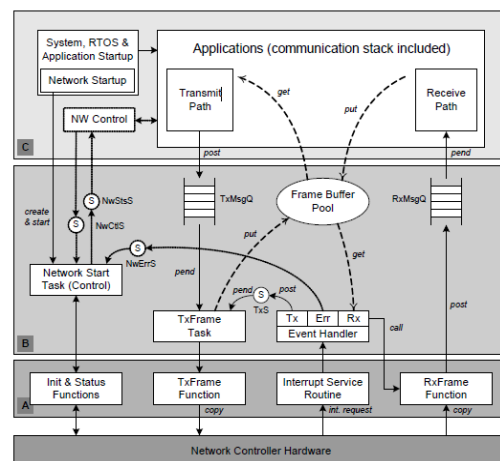 System, RTOS &
Application Startup
Network Startup
Applications (communication stack included)
Transmit
Path
get
put
Receive
Path
NW Control
C
post
pend
S
NwStsS
S
NwCtlS
TxMsgQ
Frame Buffer
Pool
RxMsgQ
create
& start
S
NwErrS
put
get
Network Start
Task (Control)
pend
pend
S
post
TxS
post
TxFrame
Task
Tx
Err
Rx
Event Handler
call
B
A
Init & Status
Functions
TxFrame
Function
Interrupt Service
Routine
RxFrame
Function
copy
int. request
copy
Network Controller Hardware